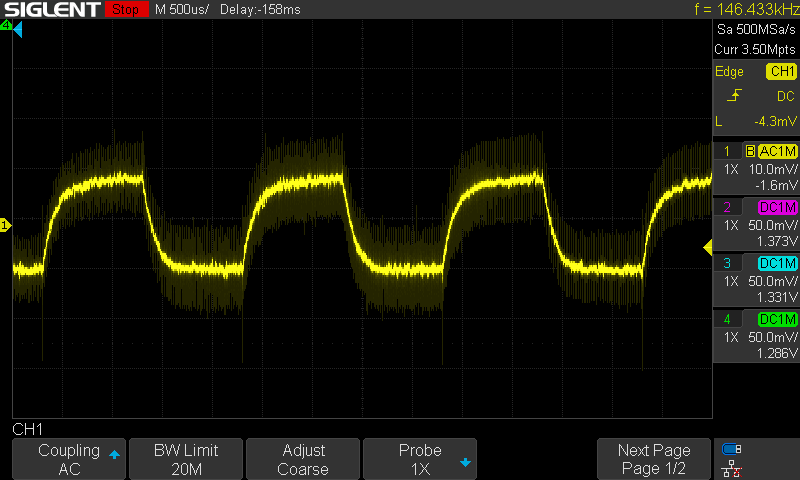 SIGLENT Stop M 500us/ Delay:-158ms f = 146.433kHz
Sa 500MSa/s
Curr 3.50Mpts
Edge CH1
DC
L -4.3mV
1 B AC1M
1X 10.0mV/
-1.6mV
2 DC1M
1X 50.0mV/
1.373V
3 DC1M
1X 50.0mV/
1.331V
4 DC1M
1X 50.0mV/
1.286V
4
1
CH1
Coupling BW Limit Adjust Probe Next Page
AC 20M Coarse 1X Page 1/2